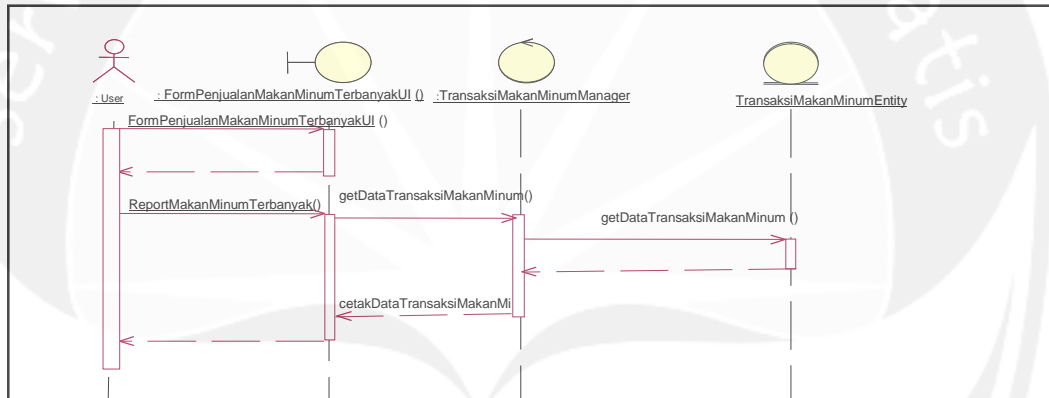 : User
: FormPenjualanMakanMinumTerbanyakUI ()
:TransaksiMakanMinumManager
TransaksiMakanMinumEntity
FormPenjualanMakanMinumTerbanyakUI ()
ReportMakanMinumTerbanyak()
getDataTransaksiMakanMinum()
getDataTransaksiMakanMinum ()
cetakDataTransaksiMakanMi